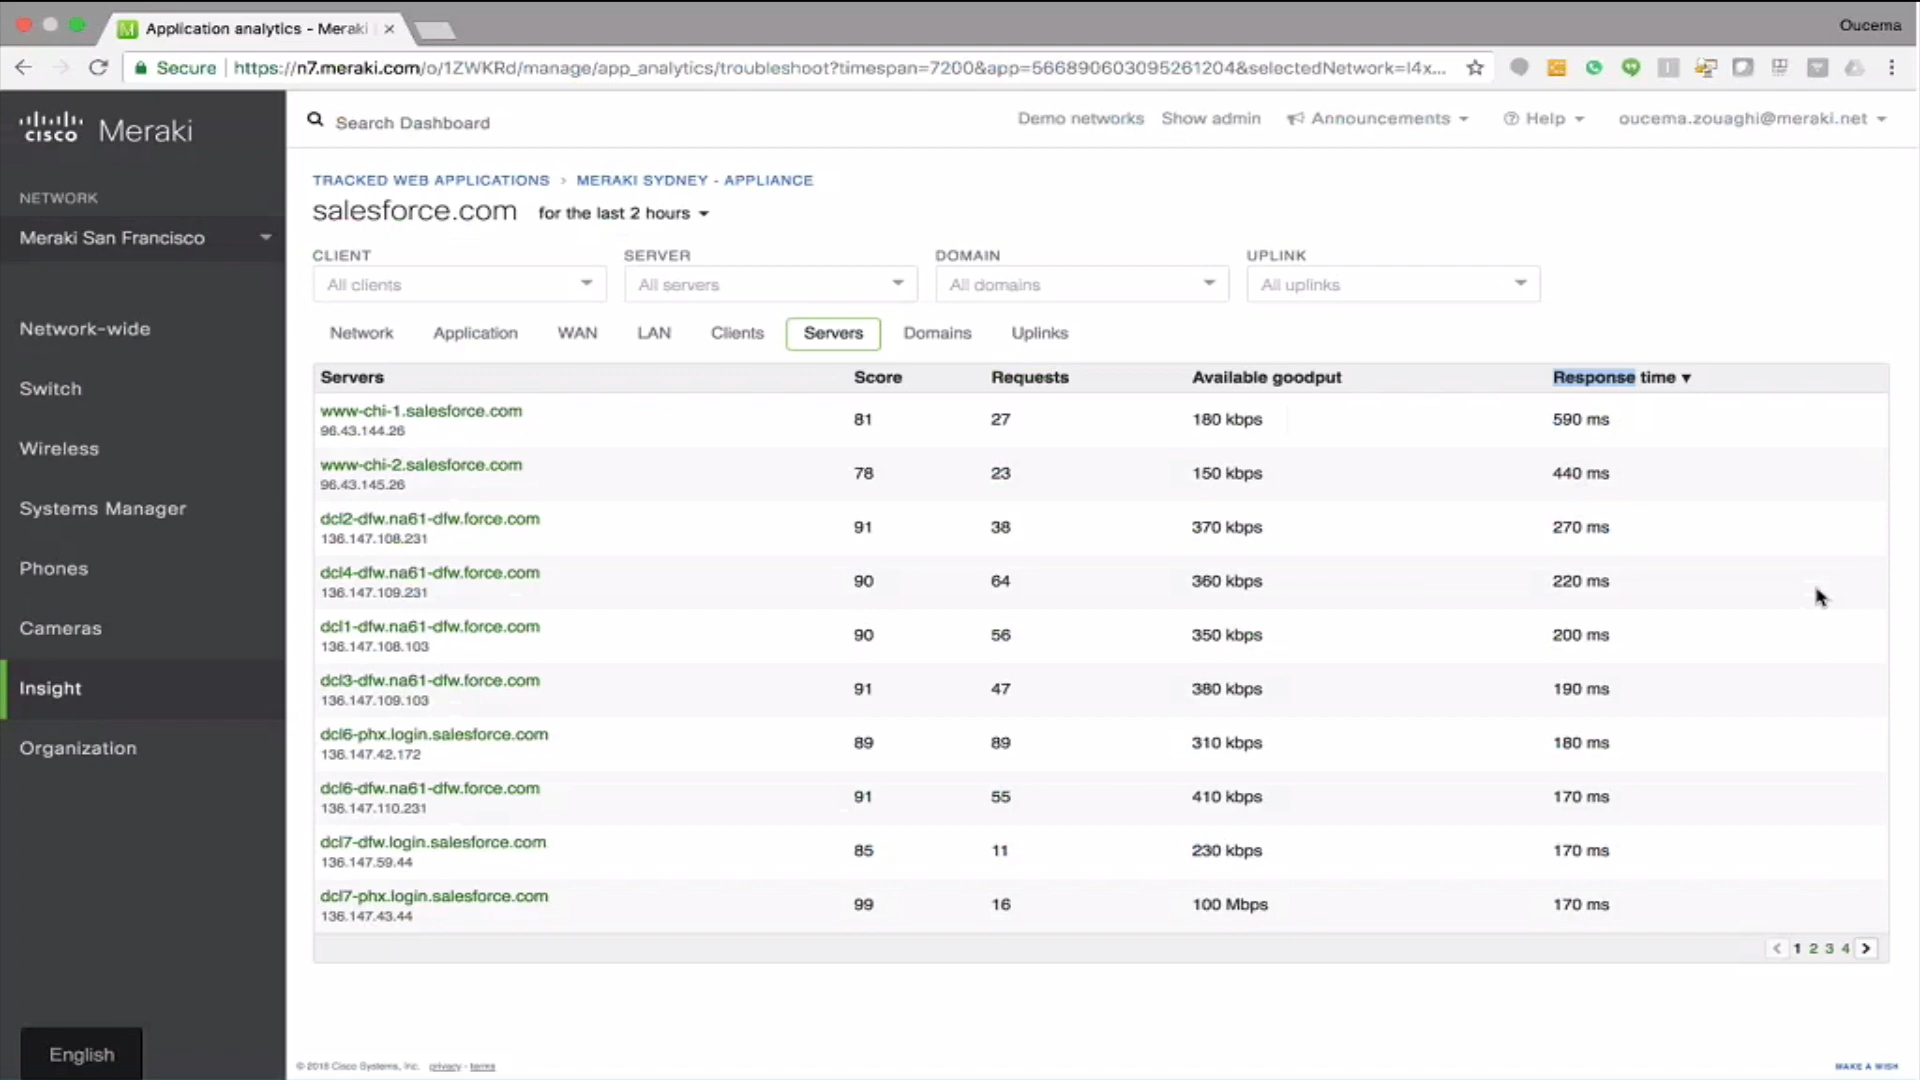 Application analytics - Meraki
Oucema
Secure
https://n7.meraki.com/o/1ZWKRd/manage/app_analytics/troubleshoot?timespan=7200&app=566890603095261204&selectedNetwork=l4x...
cisco Meraki
Search Dashboard
Demo networks Show admin Announcements Help oucema.zouaghi@meraki.net
NETWORK
Meraki San Francisco
Network-wide
Switch
Wireless
Systems Manager
Phones
Cameras
Insight
Organization
English
TRACKED WEB APPLICATIONS › MERAKI SYDNEY - APPLIANCE
salesforce.com for the last 2 hours
CLIENT SERVER DOMAIN UPLINK
All clients All servers All domains All uplinks
Network Application WAN LAN Clients Servers Domains Uplinks
Servers Score Requests Available goodput Response time ▼
www-chi-1.salesforce.com 81 27 180 kbps 590 ms
96.43.144.26
www-chi-2.salesforce.com 78 23 150 kbps 440 ms
96.43.145.26
dcl2-dfw.na61-dfw.force.com 91 38 370 kbps 270 ms
136.147.108.231
dcl4-dfw.na61-dfw.force.com 90 64 360 kbps 220 ms
136.147.109.231
dcl1-dfw.na61-dfw.force.com 90 56 350 kbps 200 ms
136.147.108.103
dcl3-dfw.na61-dfw.force.com 91 47 380 kbps 190 ms
136.147.109.103
dcl6-phx.login.salesforce.com 89 89 310 kbps 180 ms
136.147.42.172
dcl6-dfw.na61-dfw.force.com 91 55 410 kbps 170 ms
136.147.110.231
dcl7-dfw.login.salesforce.com 85 11 230 kbps 170 ms
136.147.59.44
dcl7-phx.login.salesforce.com 99 16 100 Mbps 170 ms
136.147.43.44
1 2 3 4
© 2018 Cisco Systems, Inc. privacy - terms
MAKE A WISH